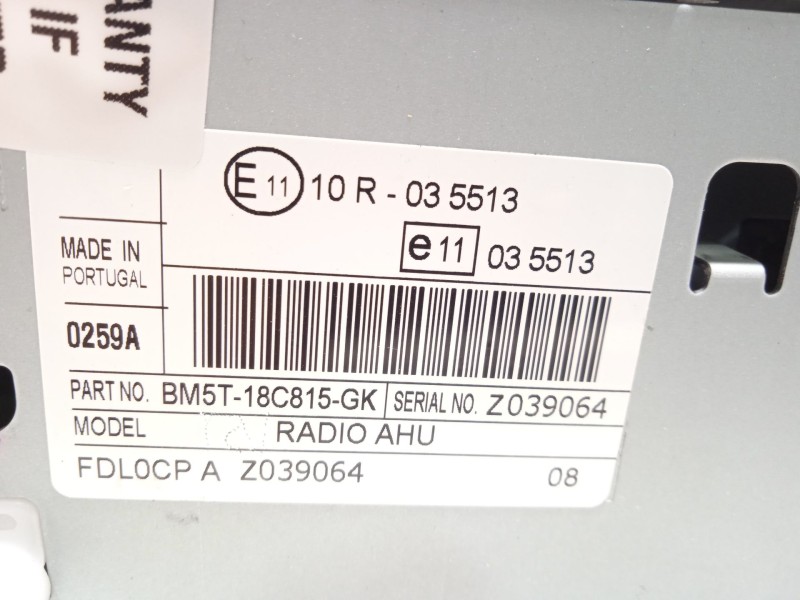 ANTY
IF
E 11 10 R - 03 5513
e11 03 5513
MADE IN
PORTUGAL
0259A
PART NO. BM5T-18C815-GK SERIAL NO. Z039064
MODEL RADIO AHU
FDL0CP A Z039064 08